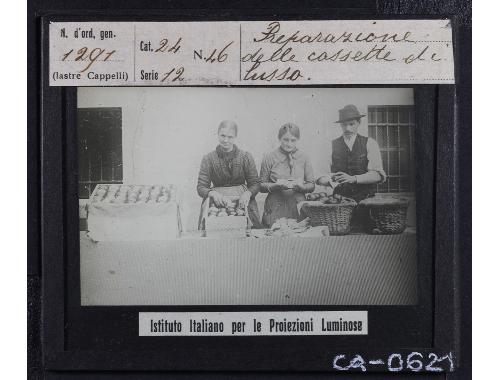 N. d'ord. gen.
1291
(lastre Cappelli)
Cat. 24 N. 46
Serie 12
Preparazione
delle cassette di
lusso.
Istituto Italiano per le Proiezioni Luminose
CA-0621